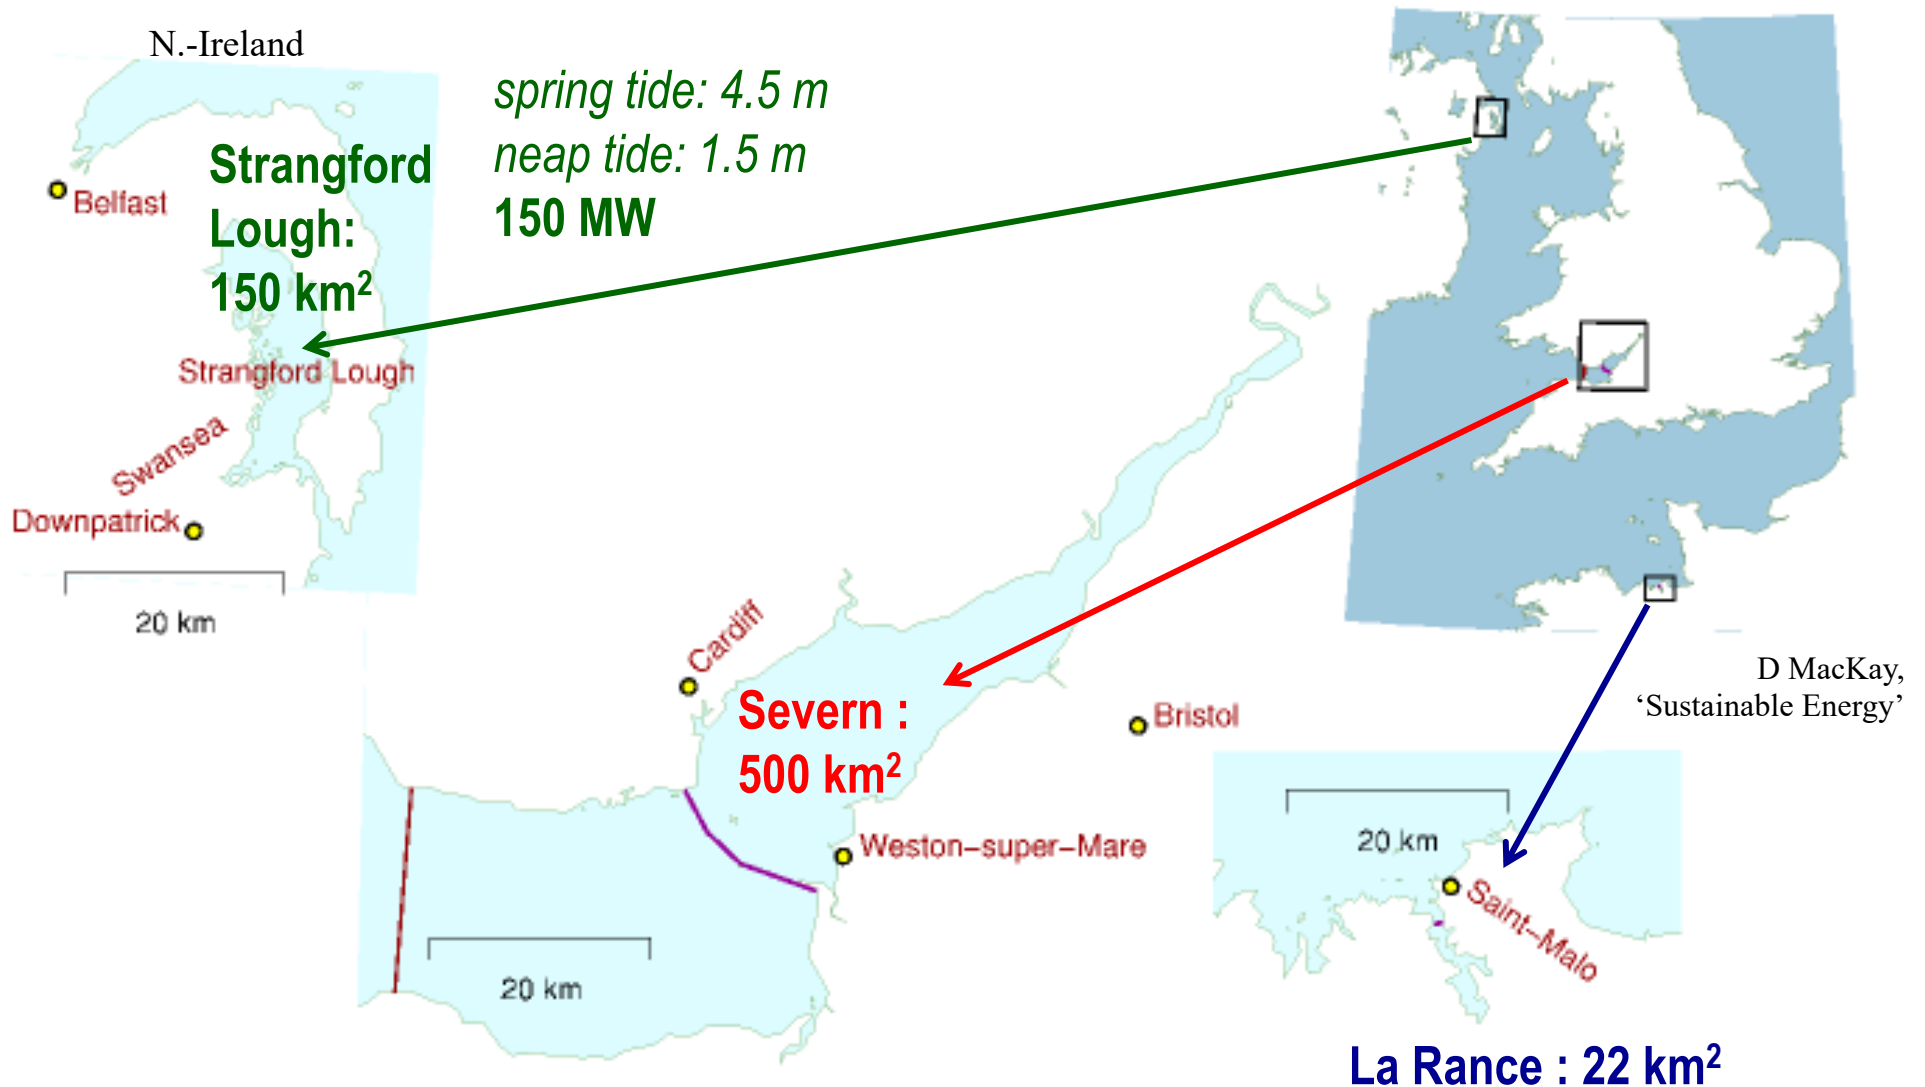 N.-Ireland
spring tide: 4.5 m
neap tide: 1.5 m
150 MW
Strangford
Lough:
150 km²
Belfast
Strangford Lough
Swansea
Downpatrick
20 km
Cardiff
Severn :
500 km²
Bristol
Weston-super-Mare
20 km
D MacKay,
‘Sustainable Energy’
20 km
Saint-Malo
La Rance : 22 km²